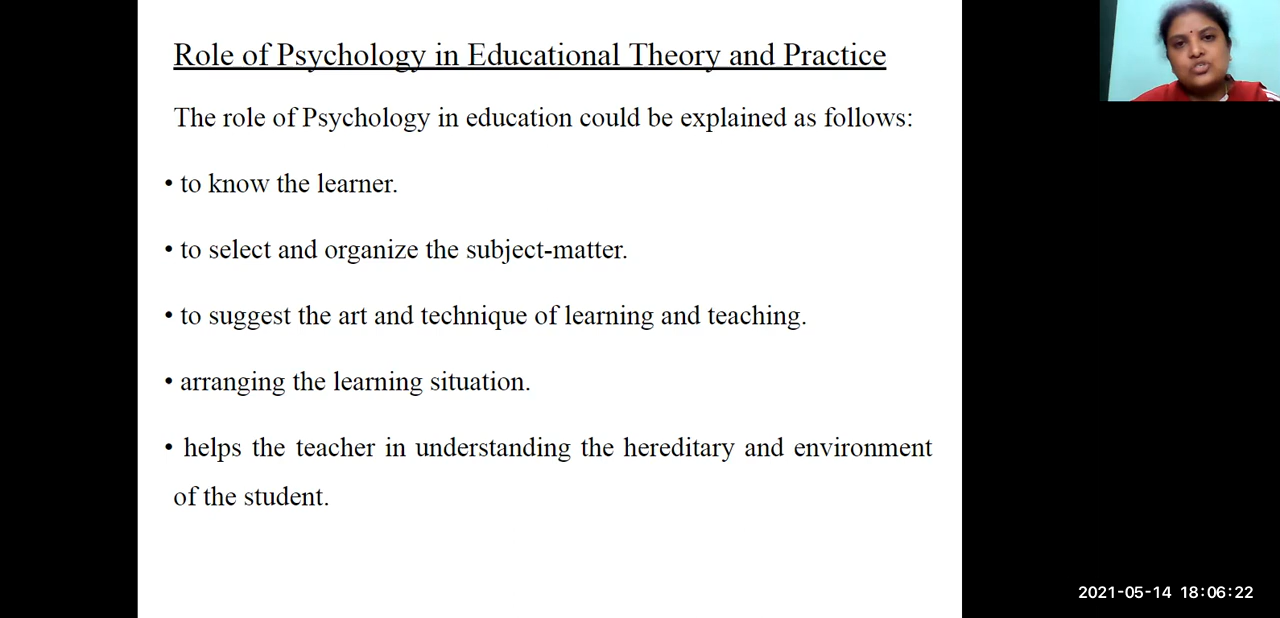 Role of Psychology in Educational Theory and Practice
The role of Psychology in education could be explained as follows:
• to know the learner.
• to select and organize the subject-matter.
• to suggest the art and technique of learning and teaching.
• arranging the learning situation.
• helps the teacher in understanding the hereditary and environment
of the student.
2021-05-14 18:06:22